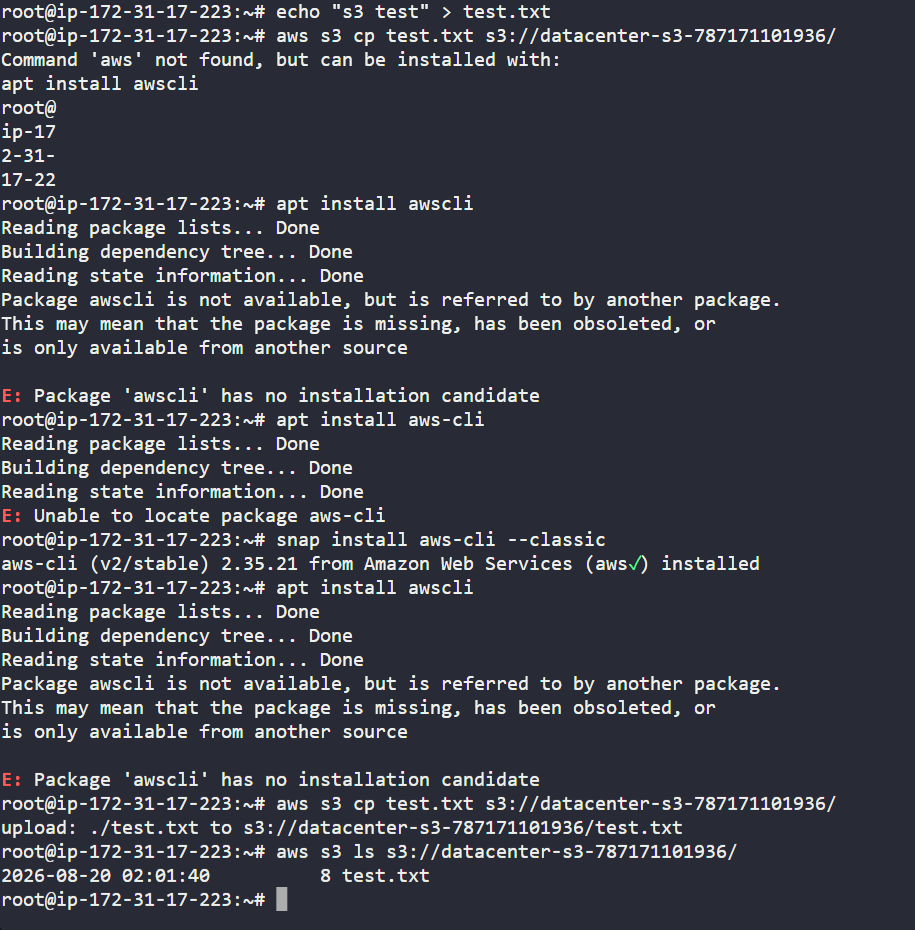 root@ip-172-31-17-223:~# echo "s3 test" > test.txt
root@ip-172-31-17-223:~# aws s3 cp test.txt s3://datacenter-s3-787171101936/
Command 'aws' not found, but can be installed with:
apt install awscli
root@
ip-17
2-31-
17-22
root@ip-172-31-17-223:~# apt install awscli
Reading package lists... Done
Building dependency tree... Done
Reading state information... Done
Package awscli is not available, but is referred to by another package.
This may mean that the package is missing, has been obsoleted, or
is only available from another source

E: Package 'awscli' has no installation candidate
root@ip-172-31-17-223:~# apt install aws-cli
Reading package lists... Done
Building dependency tree... Done
Reading state information... Done
E: Unable to locate package aws-cli
root@ip-172-31-17-223:~# snap install aws-cli --classic
aws-cli (v2/stable) 2.35.21 from Amazon Web Services (aws✓) installed
root@ip-172-31-17-223:~# apt install awscli
Reading package lists... Done
Building dependency tree... Done
Reading state information... Done
Package awscli is not available, but is referred to by another package.
This may mean that the package is missing, has been obsoleted, or
is only available from another source

E: Package 'awscli' has no installation candidate
root@ip-172-31-17-223:~# aws s3 cp test.txt s3://datacenter-s3-787171101936/
upload: ./test.txt to s3://datacenter-s3-787171101936/test.txt
root@ip-172-31-17-223:~# aws s3 ls s3://datacenter-s3-787171101936/
2026-08-20 02:01:40          8 test.txt
root@ip-172-31-17-223:~#